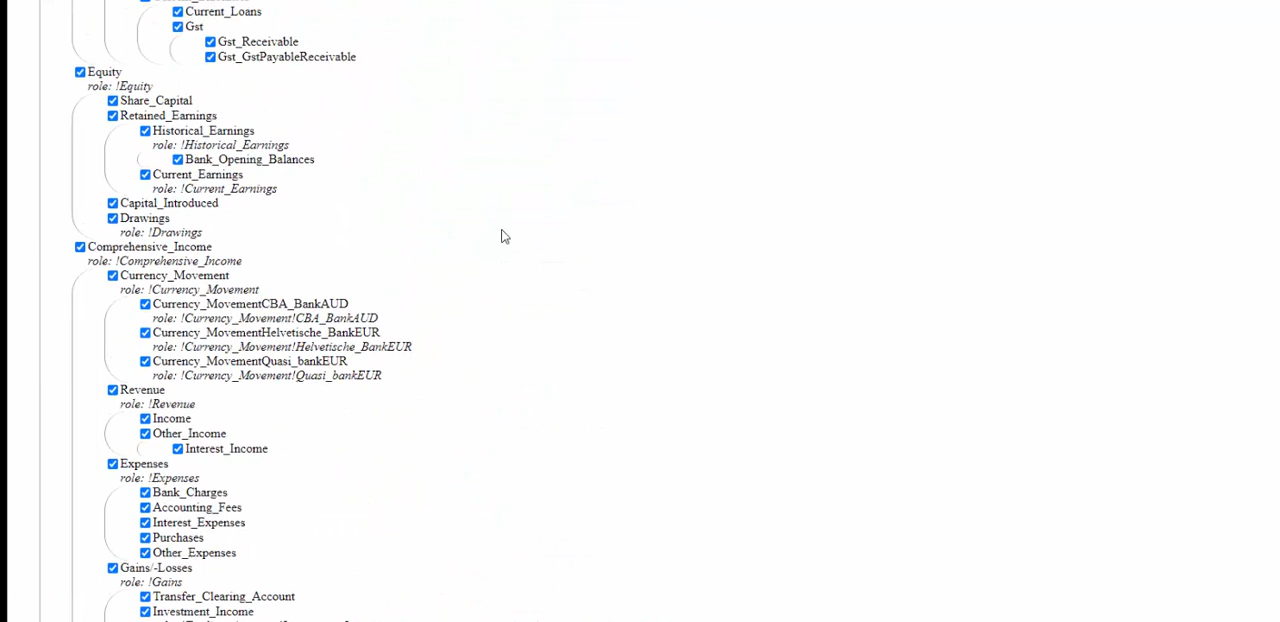 Current_Loans
Gst
Gst_Receivable
Gst_GstPayableReceivable
Equity
role: !Equity
Share_Capital
Retained_Earnings
Historical_Earnings
role: !Historical_Earnings
Bank_Opening_Balances
Current_Earnings
role: !Current_Earnings
Capital_Introduced
Drawings
role: !Drawings
Comprehensive_Income
role: !Comprehensive_Income
Currency_Movement
role: !Currency_Movement
Currency_MovementCBA_BankAUD
role: !Currency_Movement!CBA_BankAUD
Currency_MovementHelvetische_BankEUR
role: !Currency_Movement!Helvetische_BankEUR
Currency_MovementQuasi_bankEUR
role: !Currency_Movement!Quasi_bankEUR
Revenue
role: !Revenue
Income
Other_Income
Interest_Income
Expenses
role: !Expenses
Bank_Charges
Accounting_Fees
Interest_Expenses
Purchases
Other_Expenses
Gains/-Losses
role: !Gains
Transfer_Clearing_Account
Investment_Income